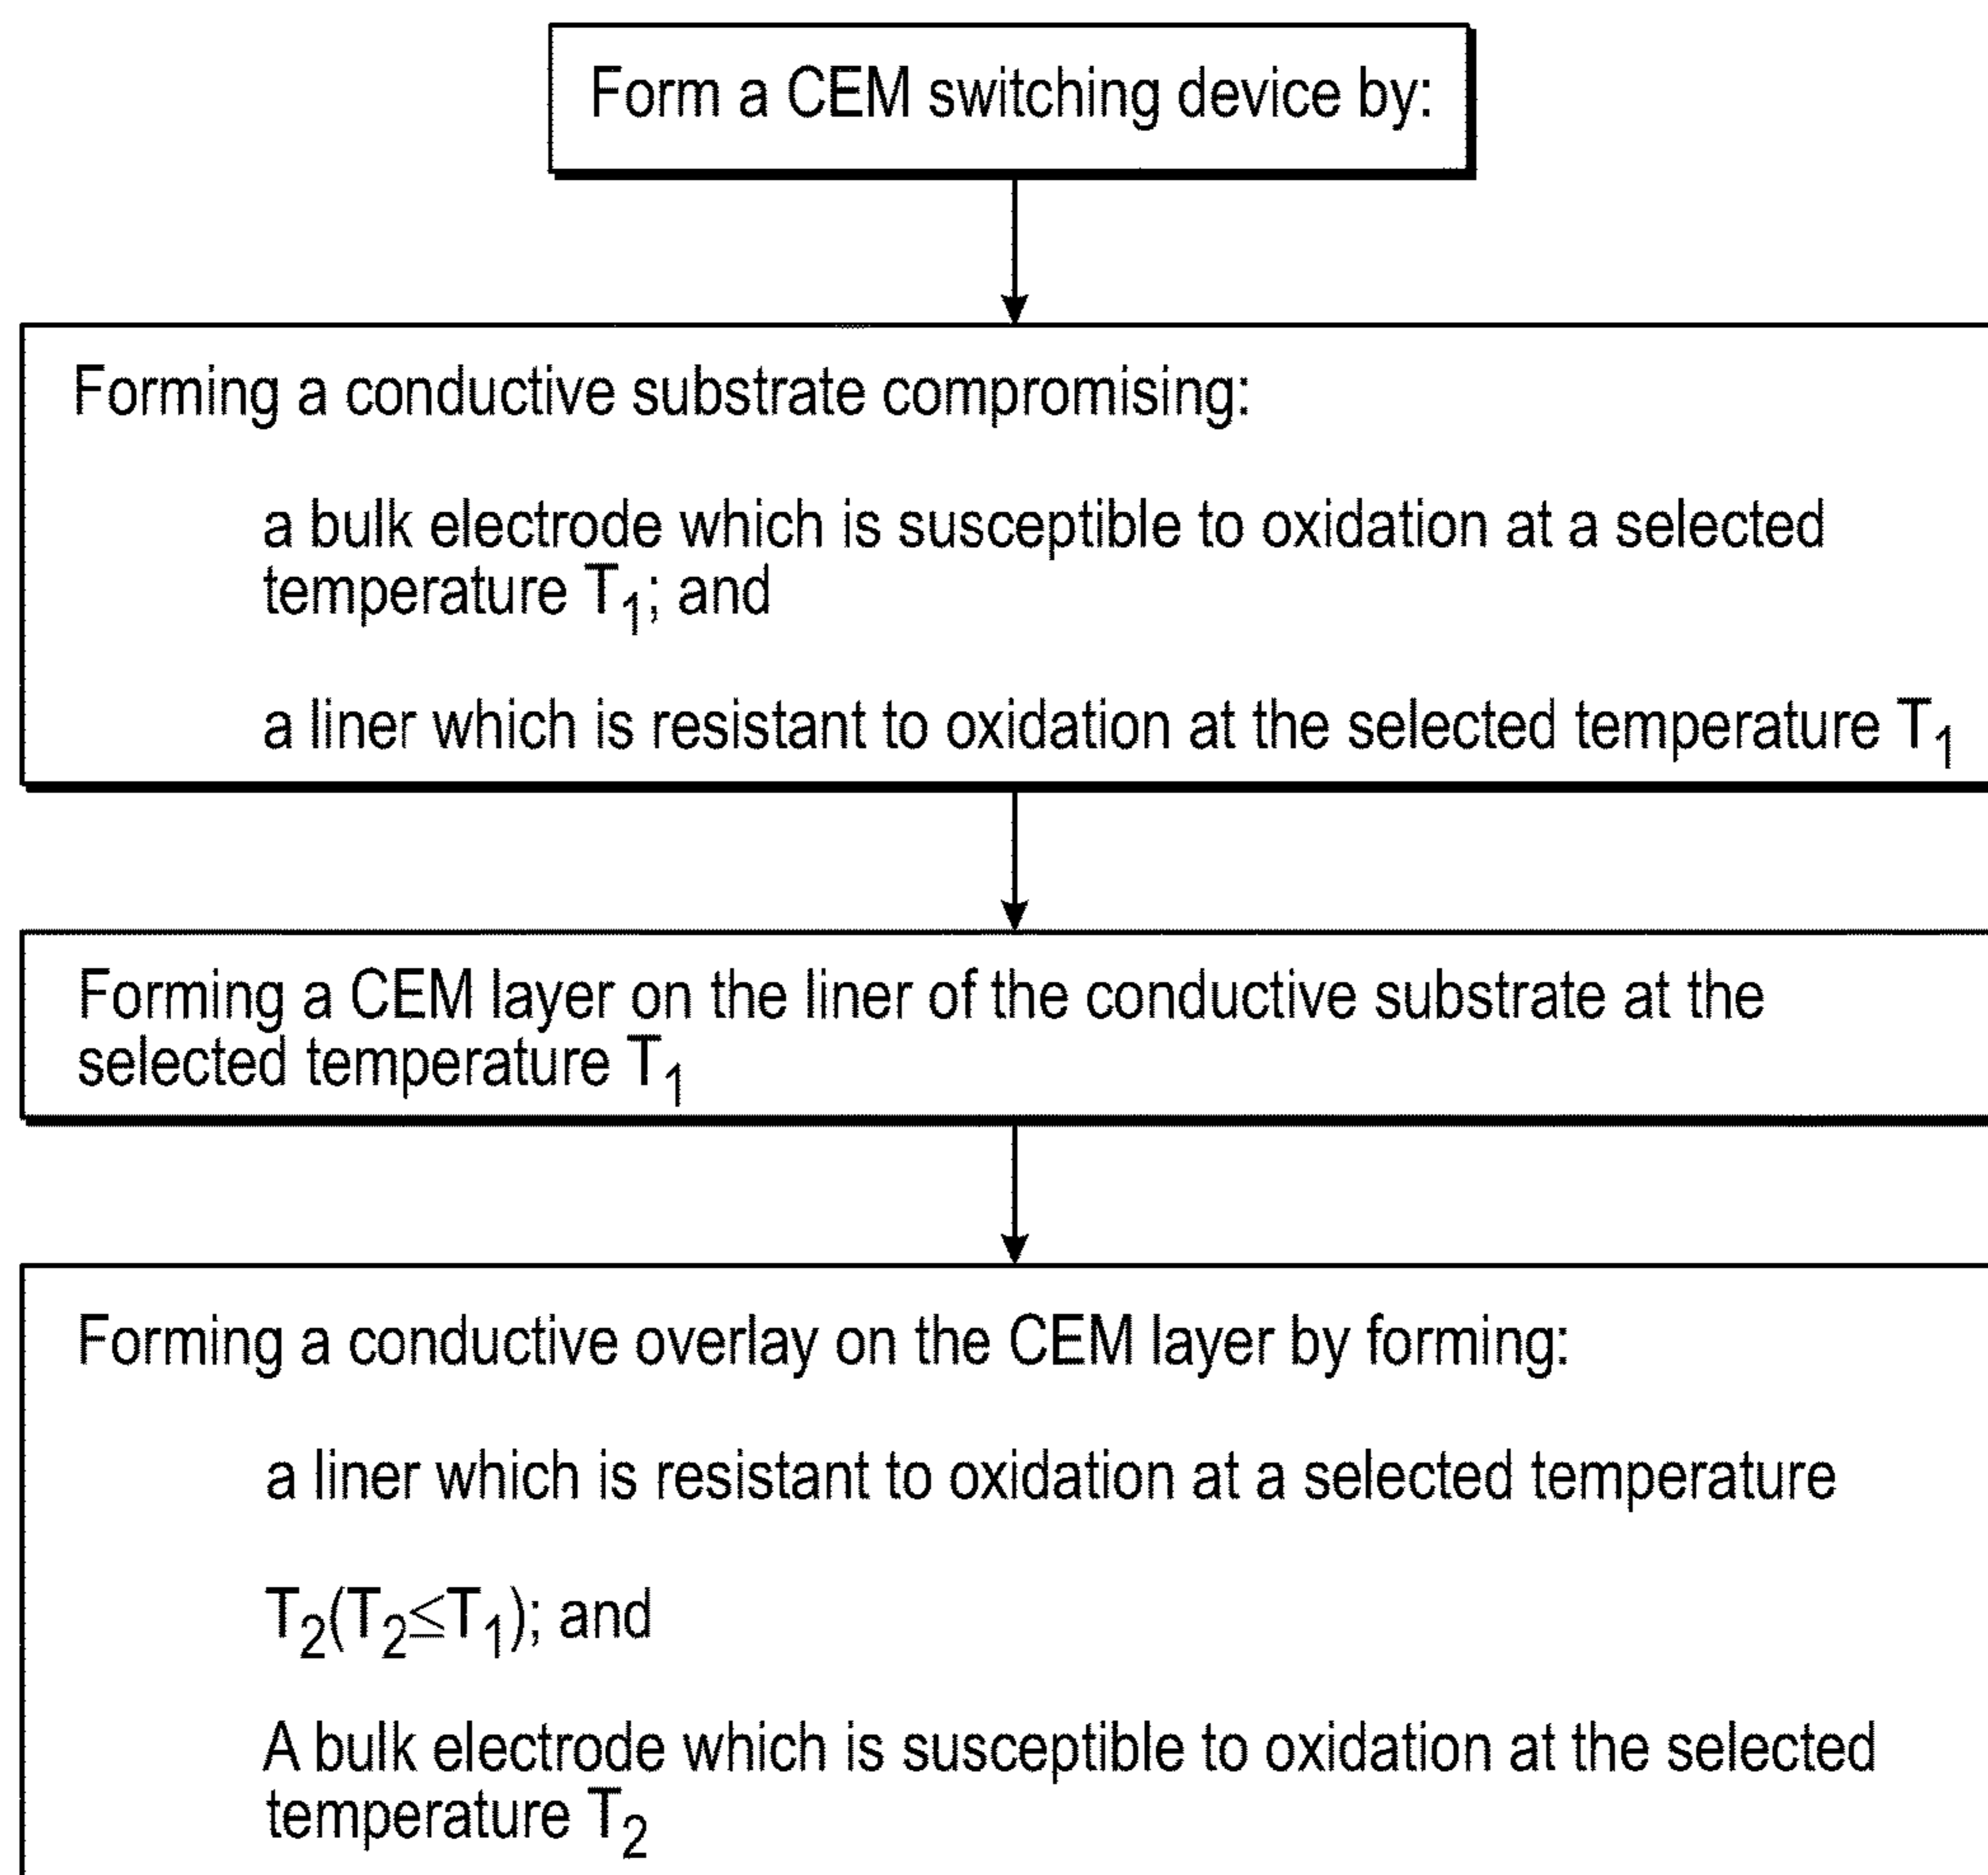 Form a CEM switching device by:
Forming a conductive substrate compromising:
a bulk electrode which is susceptible to oxidation at a selected
temperature T₁; and
a liner which is resistant to oxidation at the selected temperature T₁
Forming a CEM layer on the liner of the conductive substrate at the
selected temperature T₁
Forming a conductive overlay on the CEM layer by forming:
a liner which is resistant to oxidation at a selected temperature
T₂(T₂≤T₁); and
A bulk electrode which is susceptible to oxidation at the selected
temperature T₂